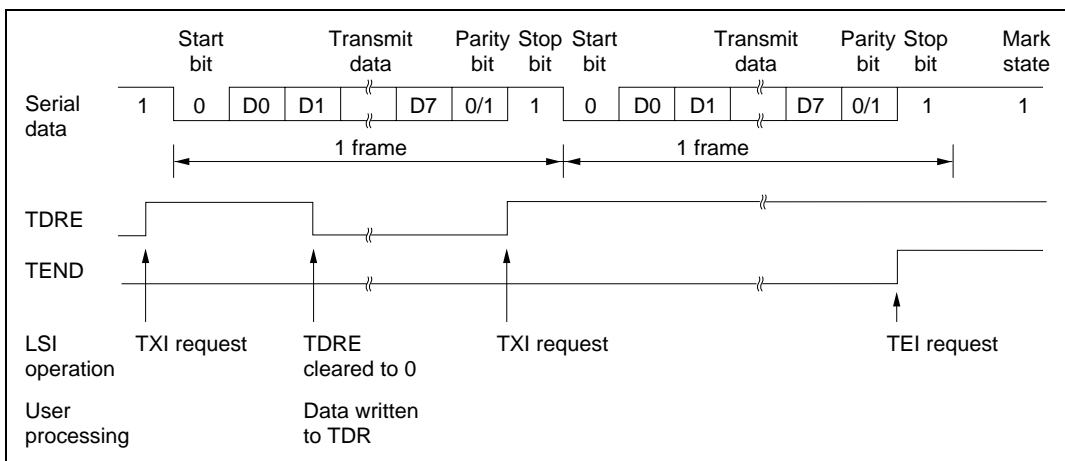 Start bit Transmit data Parity bit Stop bit Start bit Transmit data Parity bit Stop bit Mark state
Serial data 1 0 D0 D1 D7 0/1 1 0 D0 D1 D7 0/1 1 1
1 frame 1 frame
TDRE
TEND
LSI operation TXI request TDRE cleared to 0 TXI request TEI request
User processing Data written to TDR